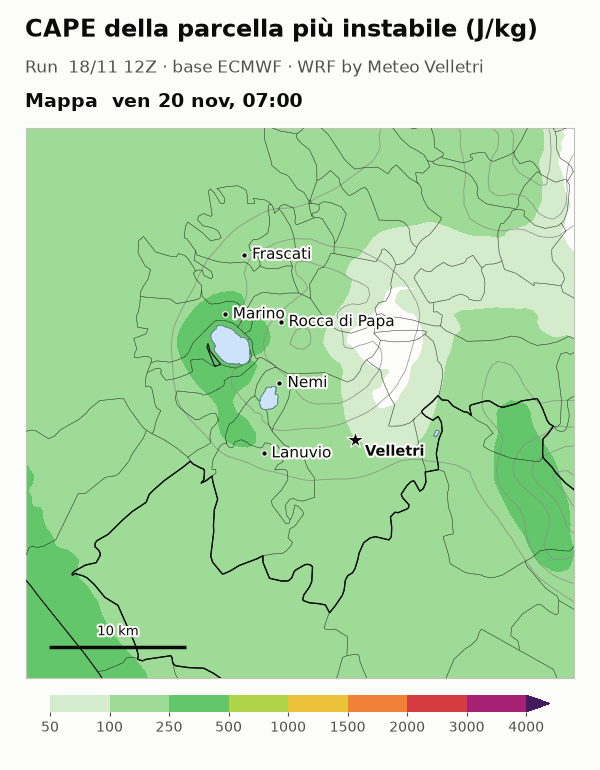 CAPE della parcella più instabile (J/kg)
Run  18/11 12Z · base ECMWF · WRF by Meteo Velletri
Mappa  ven 20 nov, 07:00
Frascati
Marino
Rocca di Papa
Nemi
Velletri
Lanuvio
10 km
50 100 250 500 1000 1500 2000 3000 4000